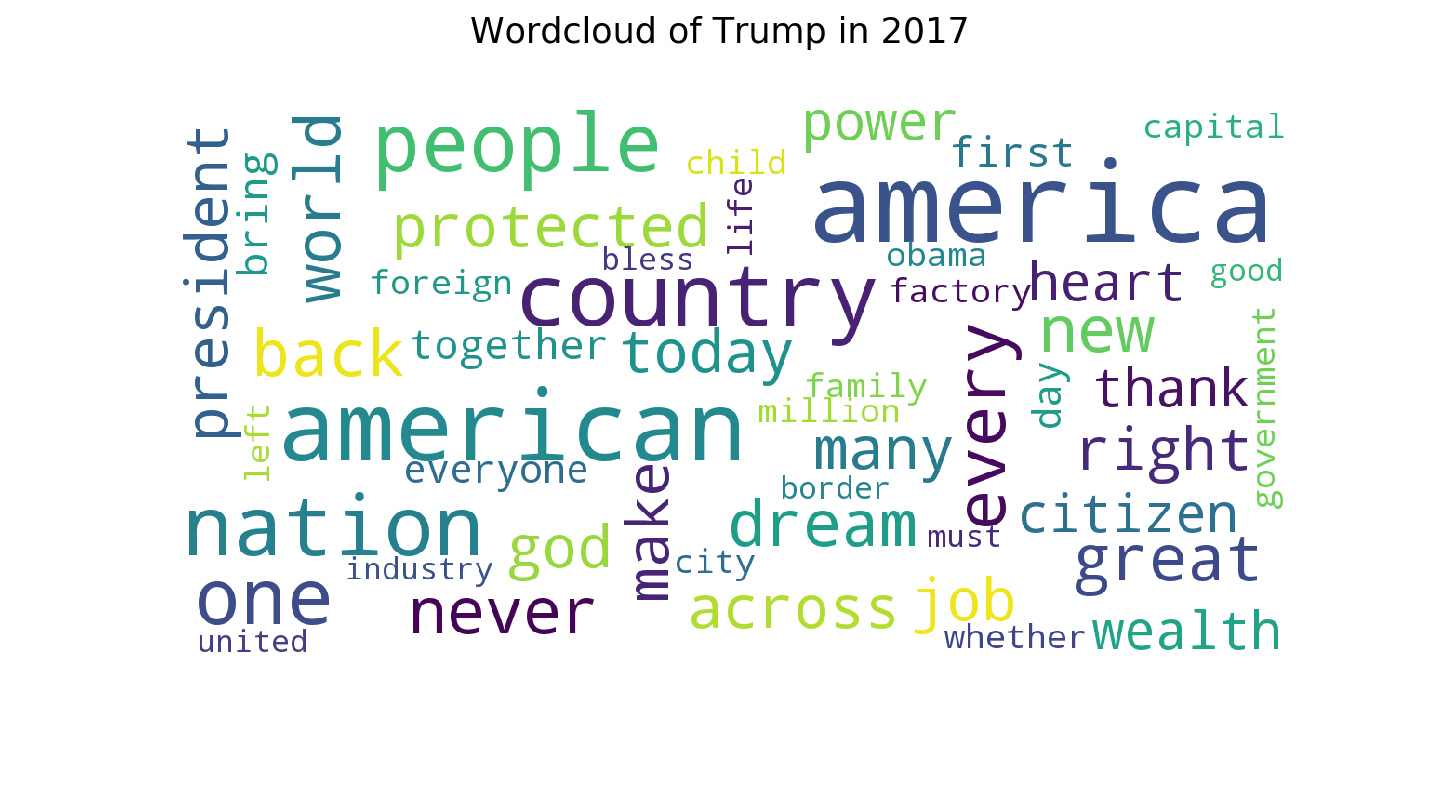 Wordcloud of Trump in 2017
people
power
capital
world
president
bring
child
first
america
life
protected
bless
obama
foreign
country
factory
heart
good
back
together
today
every
new
government
day
thank
family
million
american
left
many
right
everyone
make
border
nation
god
dream
must
citizen
city
great
industry
one
never
across
job
united
whether
wealth